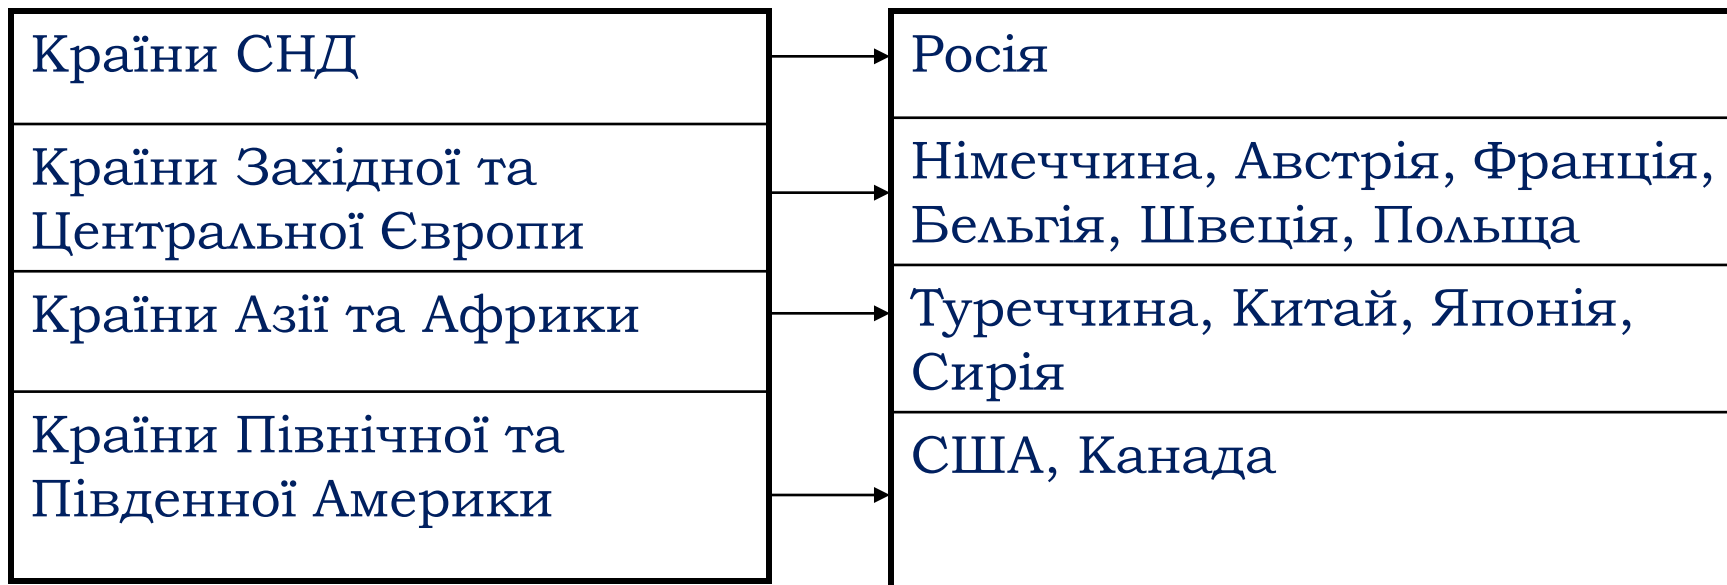 Країни СНД
Росія
Країни Західної та
Центральної Європи
Німеччина, Австрія, Франція,
Бельгія, Швеція, Польща
Країни Азії та Африки
Туреччина, Китай, Японія,
Сирія
Країни Північної та
Південної Америки
США, Канада